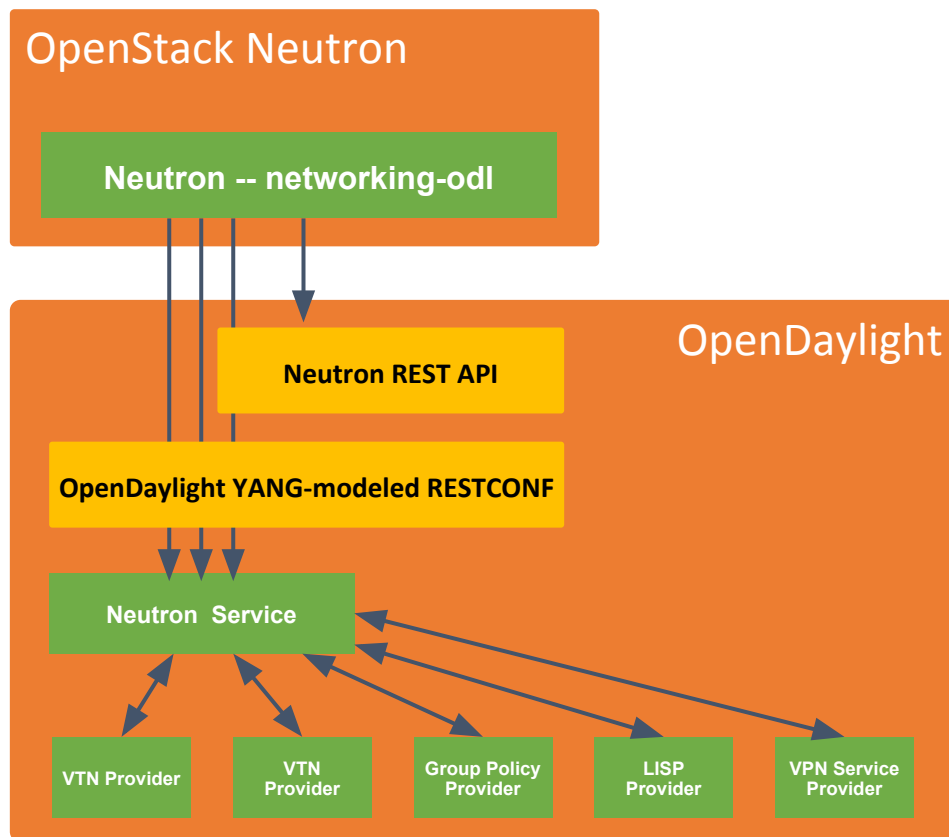 OpenStack Neutron
Neutron -- networking-odl
OpenDaylight
Neutron REST API
OpenDaylight YANG-modeled RESTCONF
Neutron Service
VTN Provider
VTN
Provider
Group Policy
Provider
LISP
Provider
VPN Service
Provider